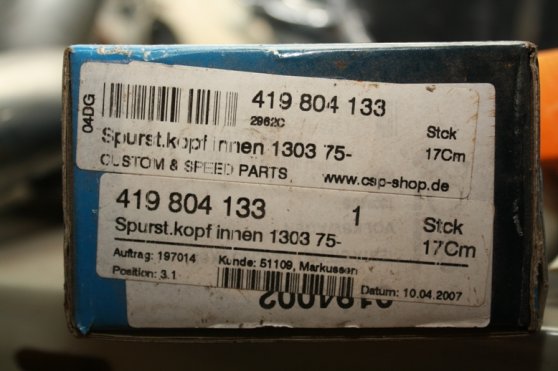 04DG
419 804 133
2962C
Stck
Spurst.kopf innen 1303 75-
17Cm
CUSTOM & SPEED PARTS
www.csp-shop.de
419 804 133 1 Stck
Spurst.kopf innen 1303 75- 17Cm
Auftrag: 197014 Kunde: 51109, Markussen
Position: 3.1 Datum: 10.04.2007